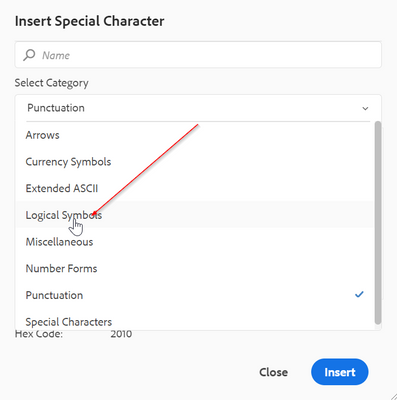 Insert Special Character
Name
Select Category
Punctuation
Arrows
Currency Symbols
Extended ASCII
Logical Symbols
Miscellaneous
Number Forms
Punctuation
Special Characters
Hex Code: 2010
Close Insert